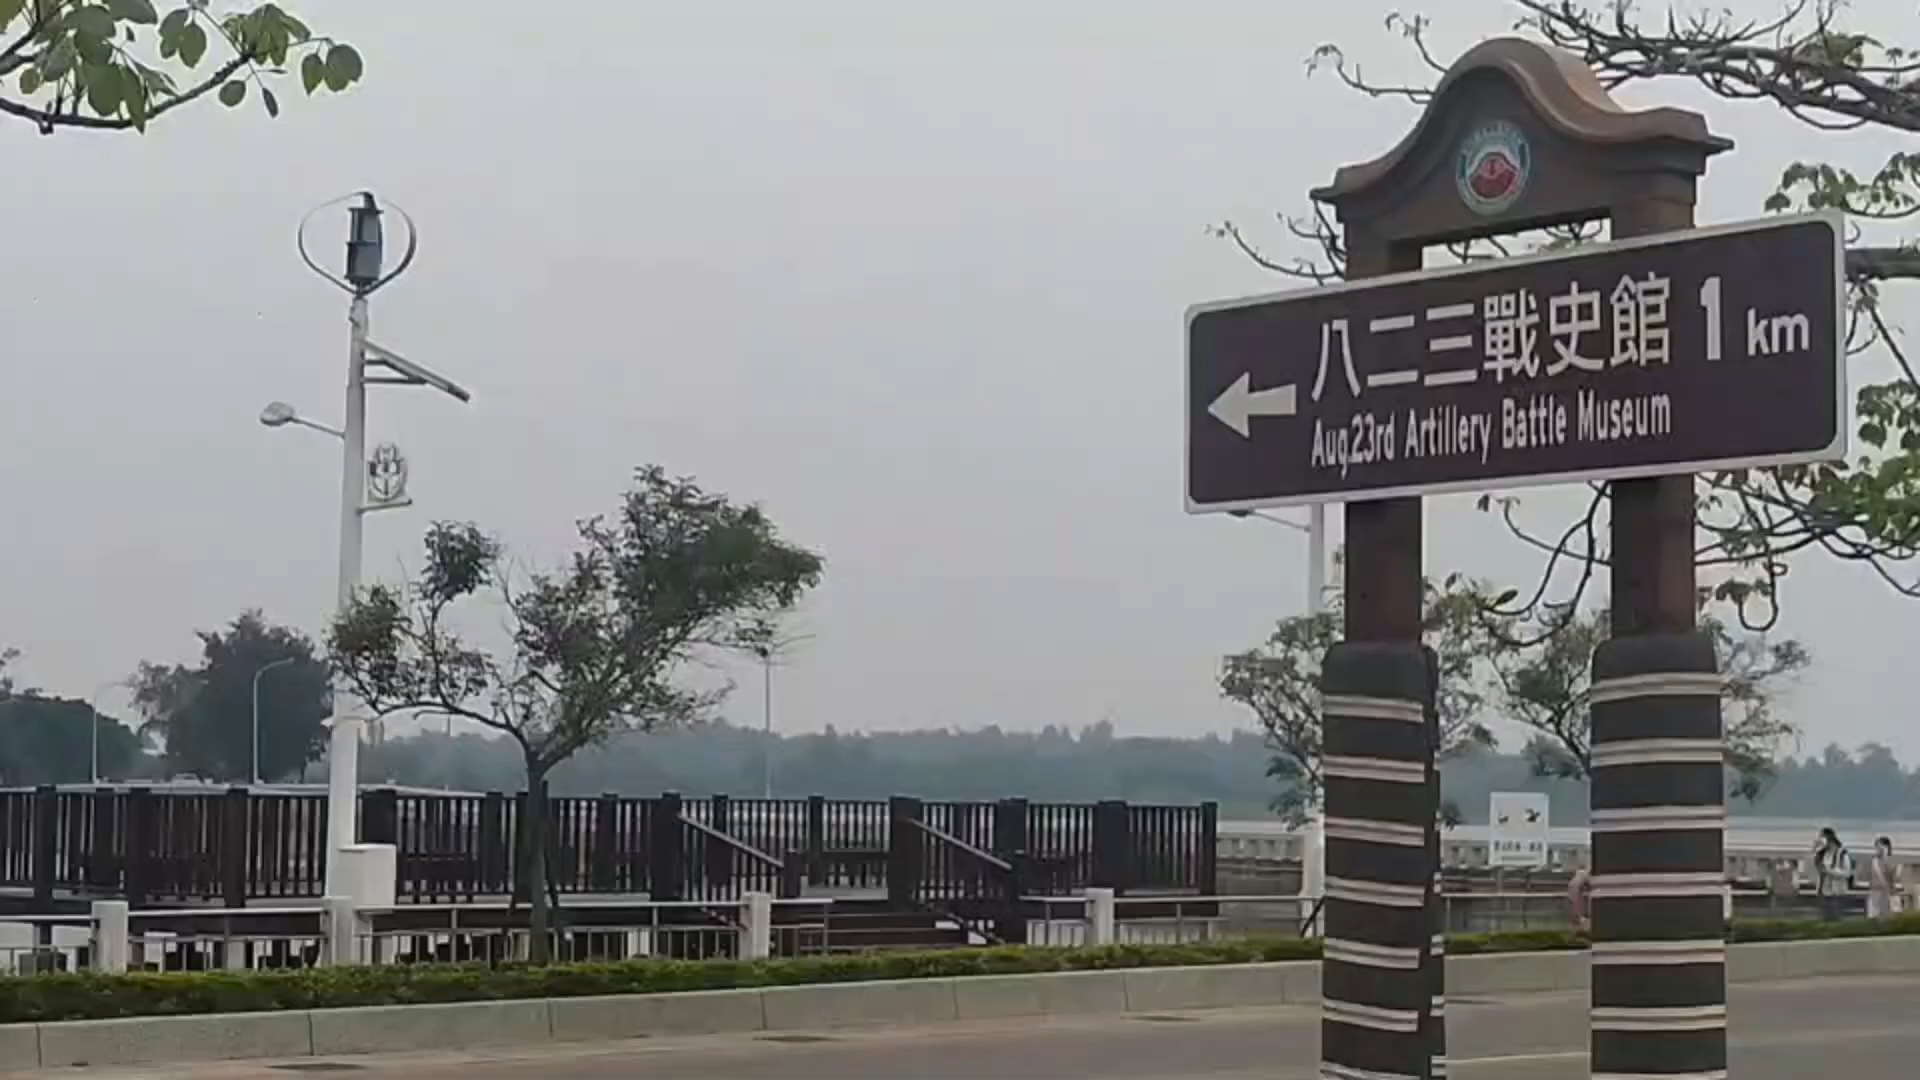 八二三戰史館 1 km
Aug.23rd Artillery Battle Museum